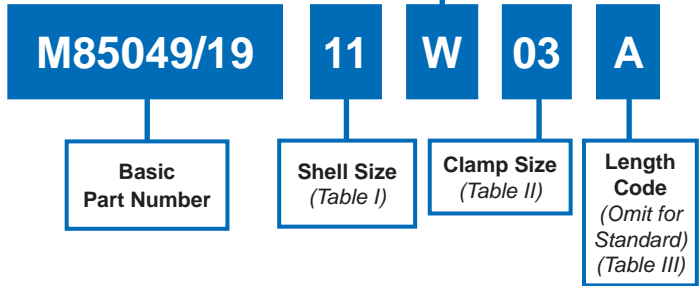 M85049/19 11 W 03 A
Basic
Part Number
Shell Size
(Table I)
Clamp Size
(Table II)
Length
Code
(Omit for
Standard)
(Table III)